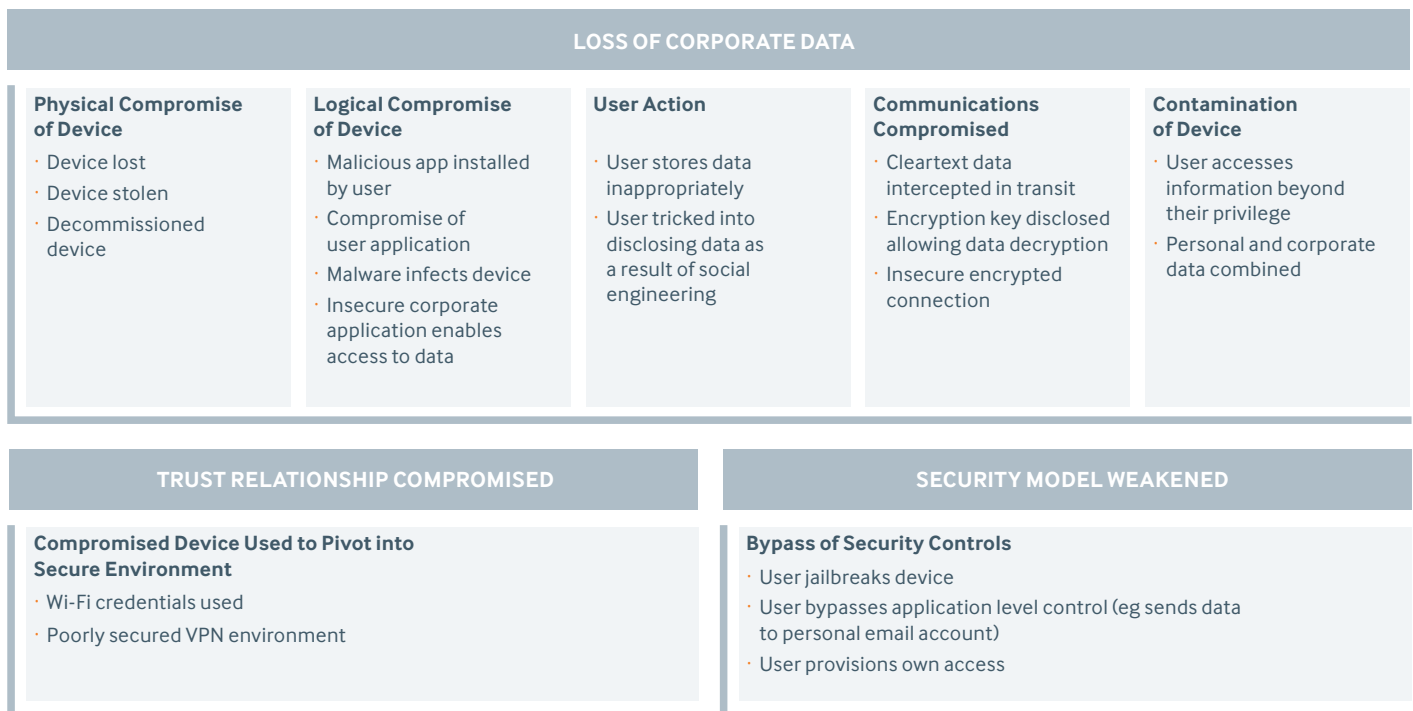 LOSS OF CORPORATE DATA
Physical Compromise
of Device
· Device lost
· Device stolen
· Decommissioned
device
Logical Compromise
of Device
· Malicious app installed
by user
· Compromise of
user application
· Malware infects device
· Insecure corporate
application enables
access to data
User Action
· User stores data
inappropriately
· User tricked into
disclosing data as
a result of social
engineering
Communications
Compromised
· Cleartext data
intercepted in transit
· Encryption key disclosed
allowing data decryption
· Insecure encrypted
connection
Contamination
of Device
· User accesses
information beyond
their privilege
· Personal and corporate
data combined
TRUST RELATIONSHIP COMPROMISED
Compromised Device Used to Pivot into
Secure Environment
· Wi-Fi credentials used
· Poorly secured VPN environment
SECURITY MODEL WEAKENED
Bypass of Security Controls
· User jailbreaks device
· User bypasses application level control (eg sends data
to personal email account)
· User provisions own access